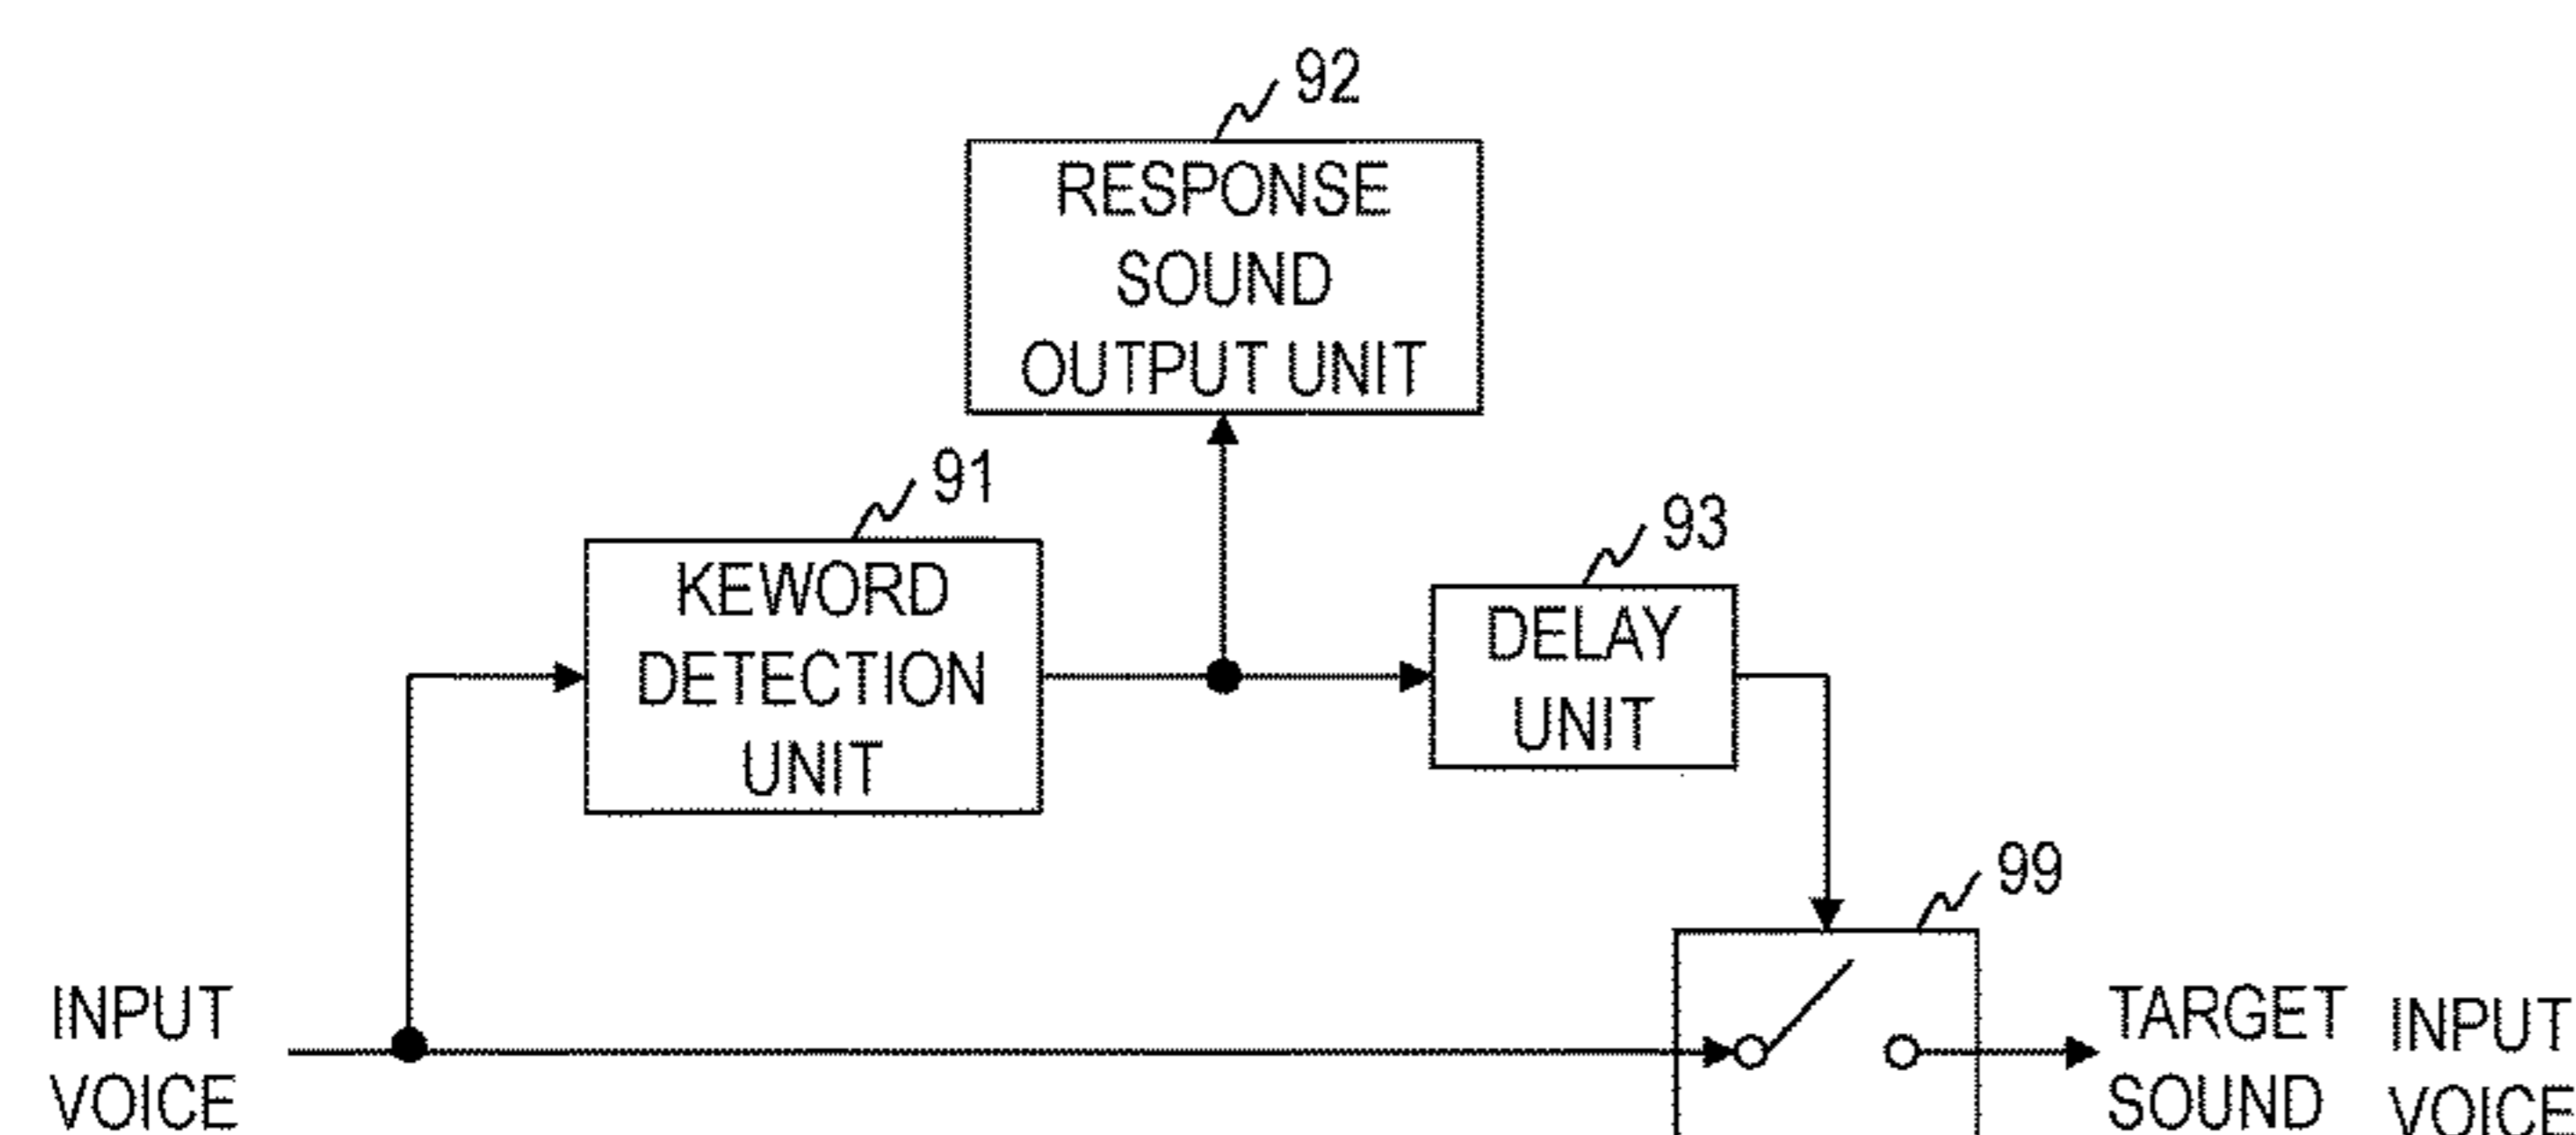 92
RESPONSE
SOUND
OUTPUT UNIT
91
KEWORD
DETECTION
UNIT
93
DELAY
UNIT
99
INPUT
VOICE
TARGET
SOUND
INPUT
VOICE